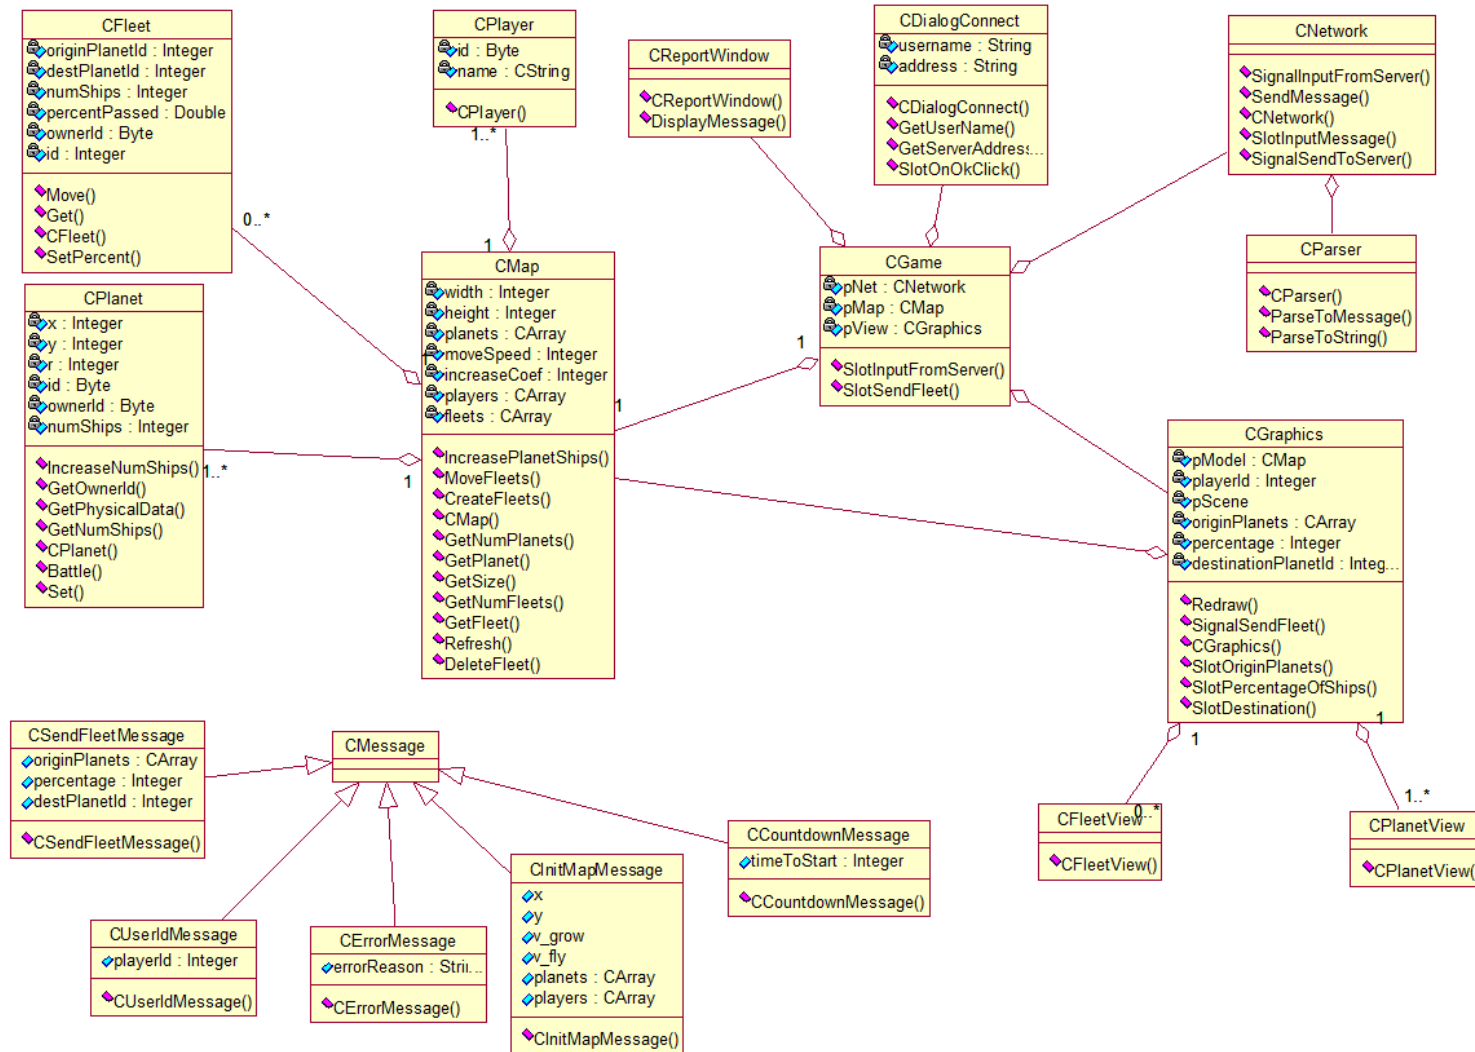 CFleet
originPlanetId : Integer
destPlanetId : Integer
numShips : Integer
percentPassed : Double
ownerId : Byte
id : Integer
Move()
Get()
CFleet()
SetPercent()
0..*
CPlayer
id : Byte
name : CString
CPlayer()
1..*
1
CReportWindow
CReportWindow()
DisplayMessage()
CDialogConnect
username : String
address : String
CDialogConnect()
GetUserName()
GetServerAddress...
SlotOnOkClick()
CNetwork
SignalInputFromServer()
SendMessage()
CNetwork()
SlotInputMessage()
SignalSendToServer()
CParser
CParser()
ParseToMessage()
ParseToString()
CPlanet
x : Integer
y : Integer
r : Integer
id : Byte
ownerId : Byte
numShips : Integer
IncreaseNumShips()
GetOwnerId()
GetPhysicalData()
GetNumShips()
CPlanet()
Battle()
Set()
1..*
1
CMap
width : Integer
height : Integer
planets : CArray
moveSpeed : Integer
1
increaseCoef : Integer
players : CArray
fleets : CArray
IncreasePlanetShips()
MoveFleets()
CreateFleets()
CMap()
GetNumPlanets()
GetPlanet()
GetSize()
GetNumFleets()
GetFleet()
Refresh()
DeleteFleet()
1
1
CGame
pNet : CNetwork
pMap : CMap
pView : CGraphics
SlotInputFromServer()
SlotSendFleet()
CGraphics
pModel : CMap
playerId : Integer
pScene
originPlanets : CArray
percentage : Integer
destinationPlanetId : Integ...
Redraw()
SignalSendFleet()
CGraphics()
SlotOriginPlanets()
SlotPercentageOfShips()
SlotDestination()
1
1
0..*
1..*
CFleetView
CFleetView()
CPlanetView
CPlanetView()
CSendFleetMessage
originPlanets : CArray
percentage : Integer
destPlanetId : Integer
CSendFleetMessage()
CMessage
CUserIdMessage
playerId : Integer
CUserIdMessage()
CErrorMessage
errorReason : Strin...
CErrorMessage()
CInitMapMessage
x
y
v_grow
v_fly
planets : CArray
players : CArray
CInitMapMessage()
CCountdownMessage
timeToStart : Integer
CCountdownMessage()